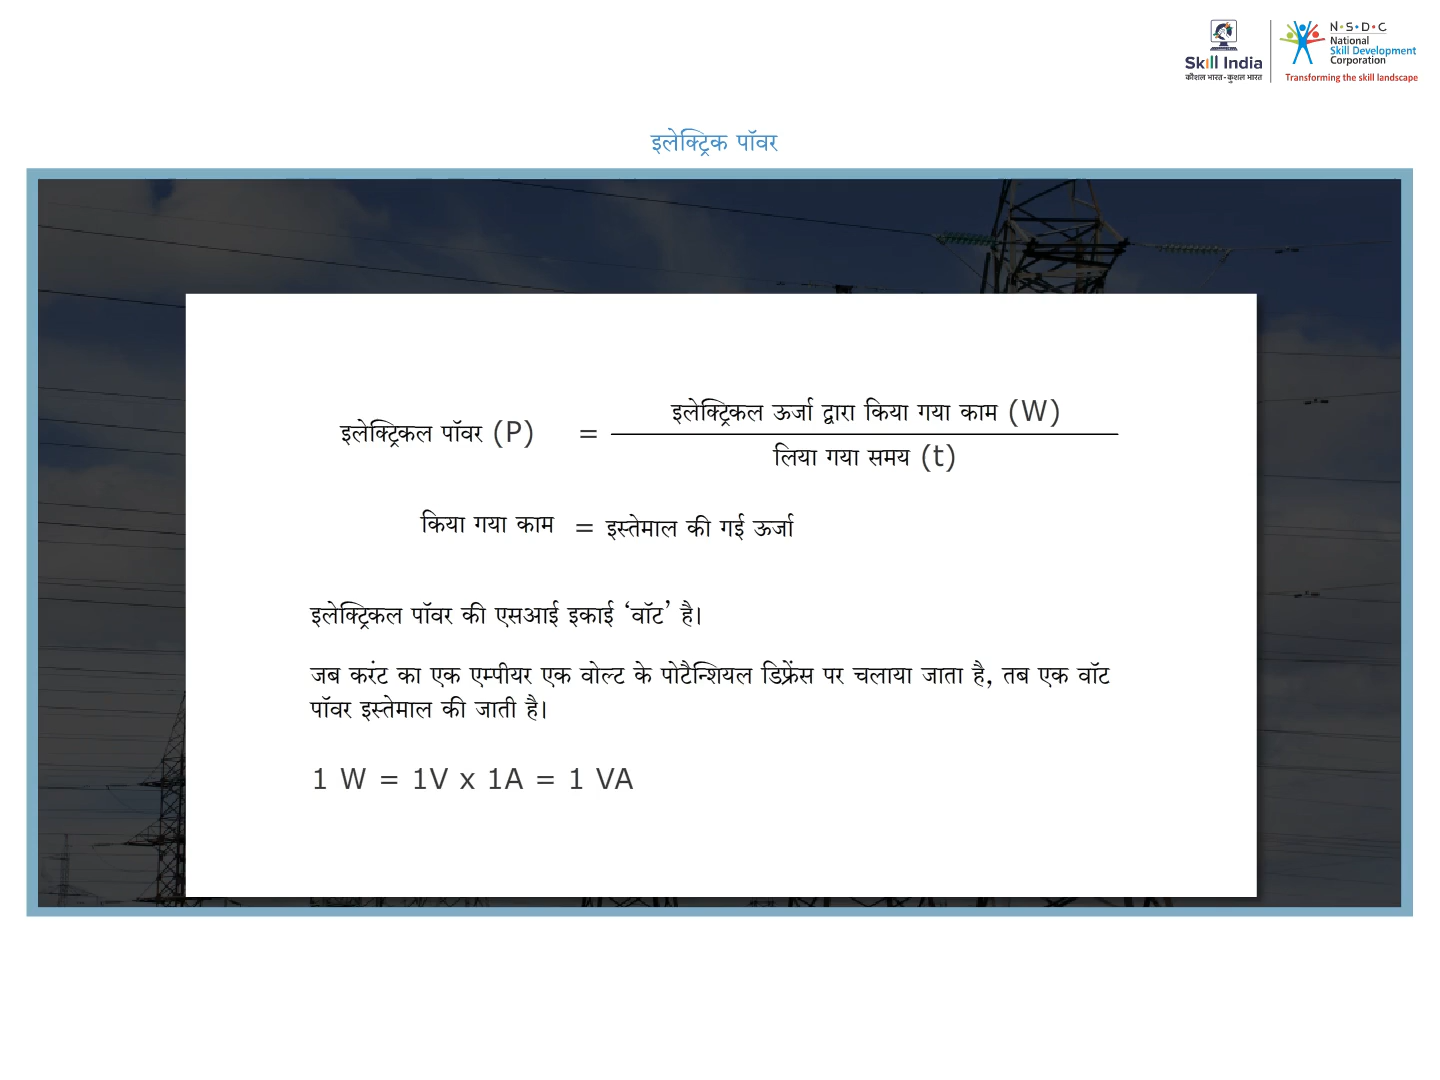 Skill India
कौशल भारत - कुशल भारत
N·S·D·C
National
Skill Development
Corporation
Transforming the skill landscape
इलेक्ट्रिक पॉवर
इलेक्ट्रिकल पॉवर (P) = इलेक्ट्रिकल ऊर्जा द्वारा किया गया काम (W)
लिया गया समय (t)
किया गया काम = इस्तेमाल की गई ऊर्जा
इलेक्ट्रिकल पॉवर की एसआई इकाई ‘वॉट’ है।
जब करंट का एक एम्पीयर एक वोल्ट के पोटैन्शियल डिफ्रेंस पर चलाया जाता है, तब एक वॉट
पॉवर इस्तेमाल की जाती है।
1 W = 1V x 1A = 1 VA